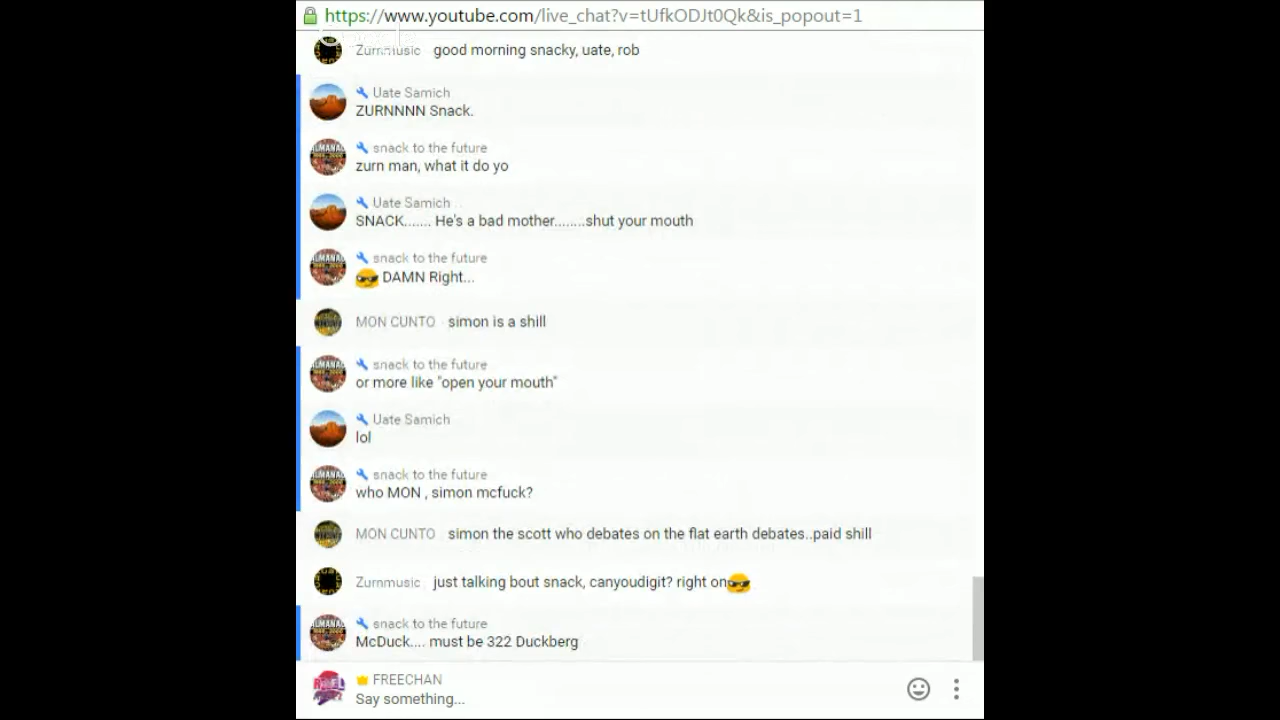 https://www.youtube.com/live_chat?v=tUfkODJt0Qk&is_popout=1
Google
Zurnmusic good morning snacky, uate, rob
Uate Samich
ZURNNNN Snack.
snack to the future
zurn man, what it do yo
Uate Samich
SNACK....... He's a bad mother........shut your mouth
snack to the future
DAMN Right...
MON CUNTO simon is a shill
snack to the future
or more like "open your mouth"
Uate Samich
lol
snack to the future
who MON , simon mcfuck?
MON CUNTO simon the scott who debates on the flat earth debates..paid shill
Zurnmusic just talking bout snack, canyoudigit? right on
snack to the future
McDuck.... must be 322 Duckberg
FREECHAN
Say something...